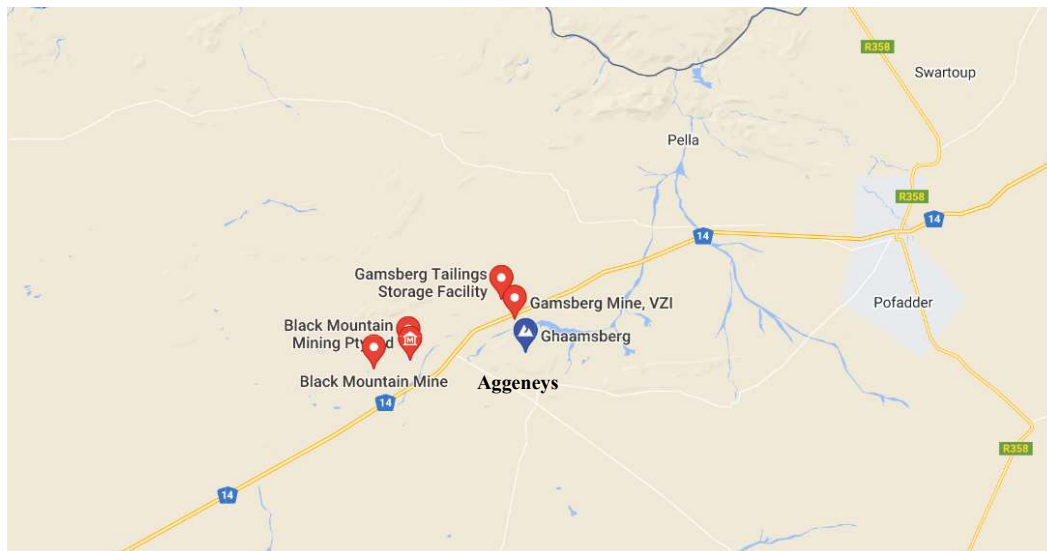 R358
Swartoup
Pella
R358
14
14
Gamsberg Tailings
Storage Facility
Gamsberg Mine, VZI
Pofadder
Black Mountain
Mining Pty
Ghaamsberg
Black Mountain Mine
Aggeneys
14
R358
14